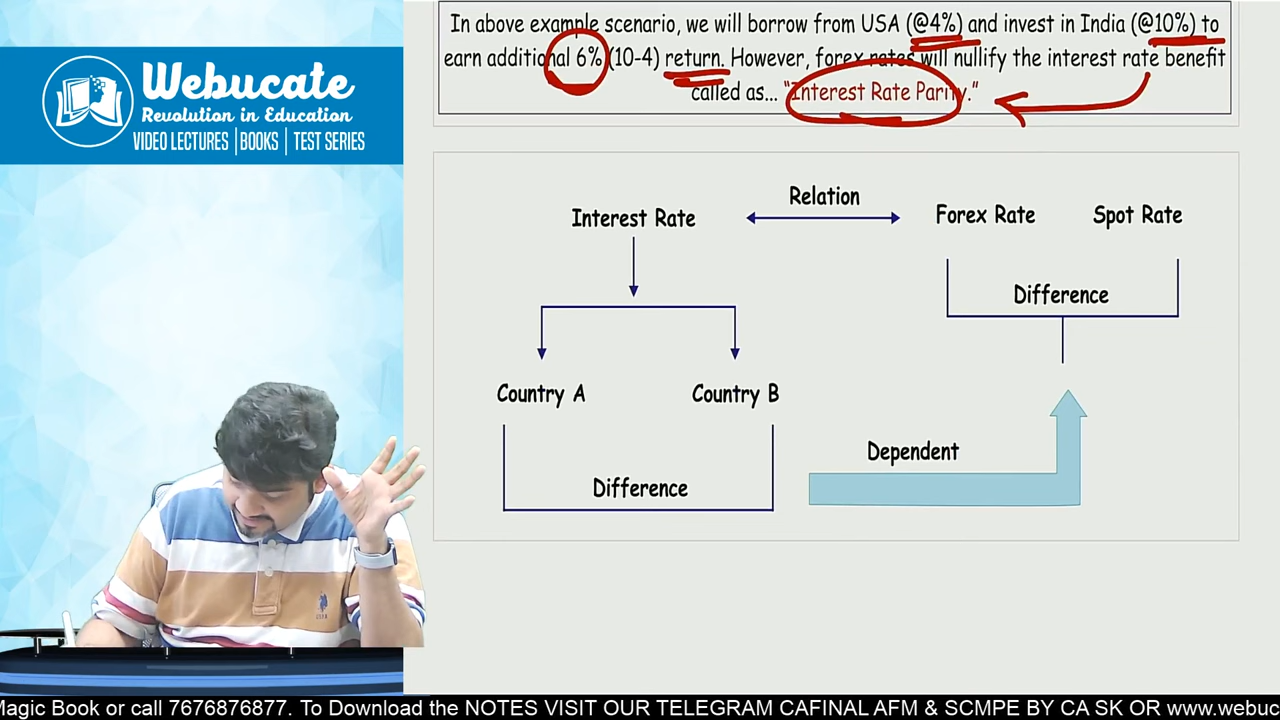 In above example scenario, we will borrow from USA (@4%) and invest in India (@10%) to
earn additional 6% (10-4) return. However, forex rates will nullify the interest rate benefit
called as... "Interest Rate Parity."
Webucate
Revolution in Education
VIDEO LECTURES | BOOKS | TEST SERIES
Relation
Interest Rate
Forex Rate
Spot Rate
Difference
Country A
Country B
Dependent
Difference
Magic Book or call 7676876877. To Download the NOTES VISIT OUR TELEGRAM CAFINAL AFM & SCMPE BY CA SK OR www.webuc